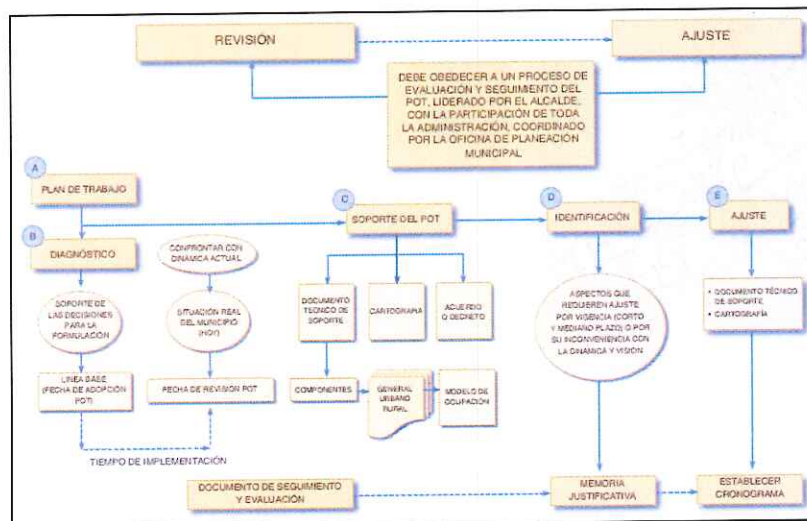 REVISIÓN
AJUSTE
DEBE OBEDECER A UN PROCESO DE
EVALUACIÓN Y SEGUIMIENTO DEL
POT, LIDERADO POR EL ALCALDE,
CON LA PARTICIPACIÓN DE TODA
LA ADMINISTRACIÓN, COORDINADO
POR LA OFICINA DE PLANEACIÓN
MUNICIPAL
A
PLAN DE TRABAJO
B
DIAGNÓSTICO
SOPORTE DE
LAS DECISIONES
PARA LA
FORMULACIÓN
LINEA BASE
(FECHA DE ADOPCIÓN
POT)
CONFRONTAR CON
DINÁMICA ACTUAL
SITUACIÓN REAL
DEL MUNICIPIO
(HOY)
FECHA DE REVISIÓN POT
TIEMPO DE IMPLEMENTACIÓN
C
SOPORTE DEL POT
DOCUMENTO
TÉCNICO DE
SOPORTE
CARTOGRAFIA
ACUERDO
O DECRETO
COMPONENTES
GENERAL
URBANO
RURAL
MODELO DE
OCUPACIÓN
D
IDENTIFICACIÓN
ASPECTOS QUE
REQUIEREN AJUSTE
POR VIGENCIA (CORTO
Y MEDIANO PLAZO) O POR
SU INCONVENIENCIA CON
LA DINÁMICA Y VISIÓN
E
AJUSTE
• DOCUMENTO TÉCNICO
DE SOPORTE
• CARTOGRAFÍA
DOCUMENTO DE SEGUIMIENTO
Y EVALUACIÓN
MEMORIA
JUSTIFICATIVA
ESTABLECER
CRONOGRAMA